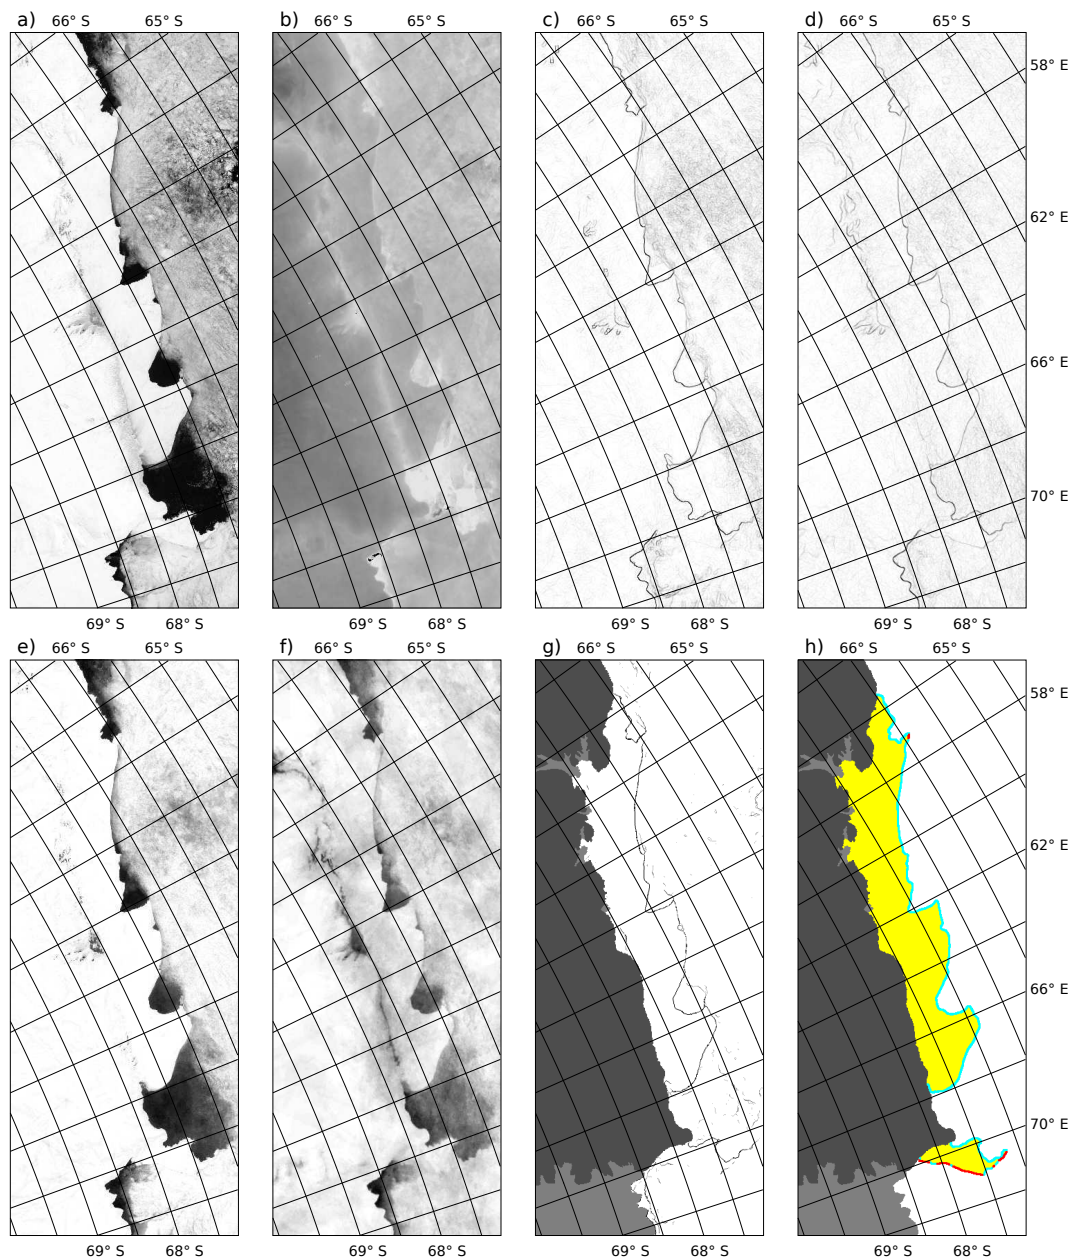 a) 66° S 65° S
b) 66° S 65° S
c) 66° S 65° S
d) 66° S 65° S
58° E
62° E
66° E
70° E
69° S 68° S
69° S 68° S
69° S 68° S
69° S 68° S
e) 66° S 65° S
f) 66° S 65° S
g) 66° S 65° S
h) 66° S 65° S
58° E
62° E
66° E
70° E
69° S 68° S
69° S 68° S
69° S 68° S
69° S 68° S